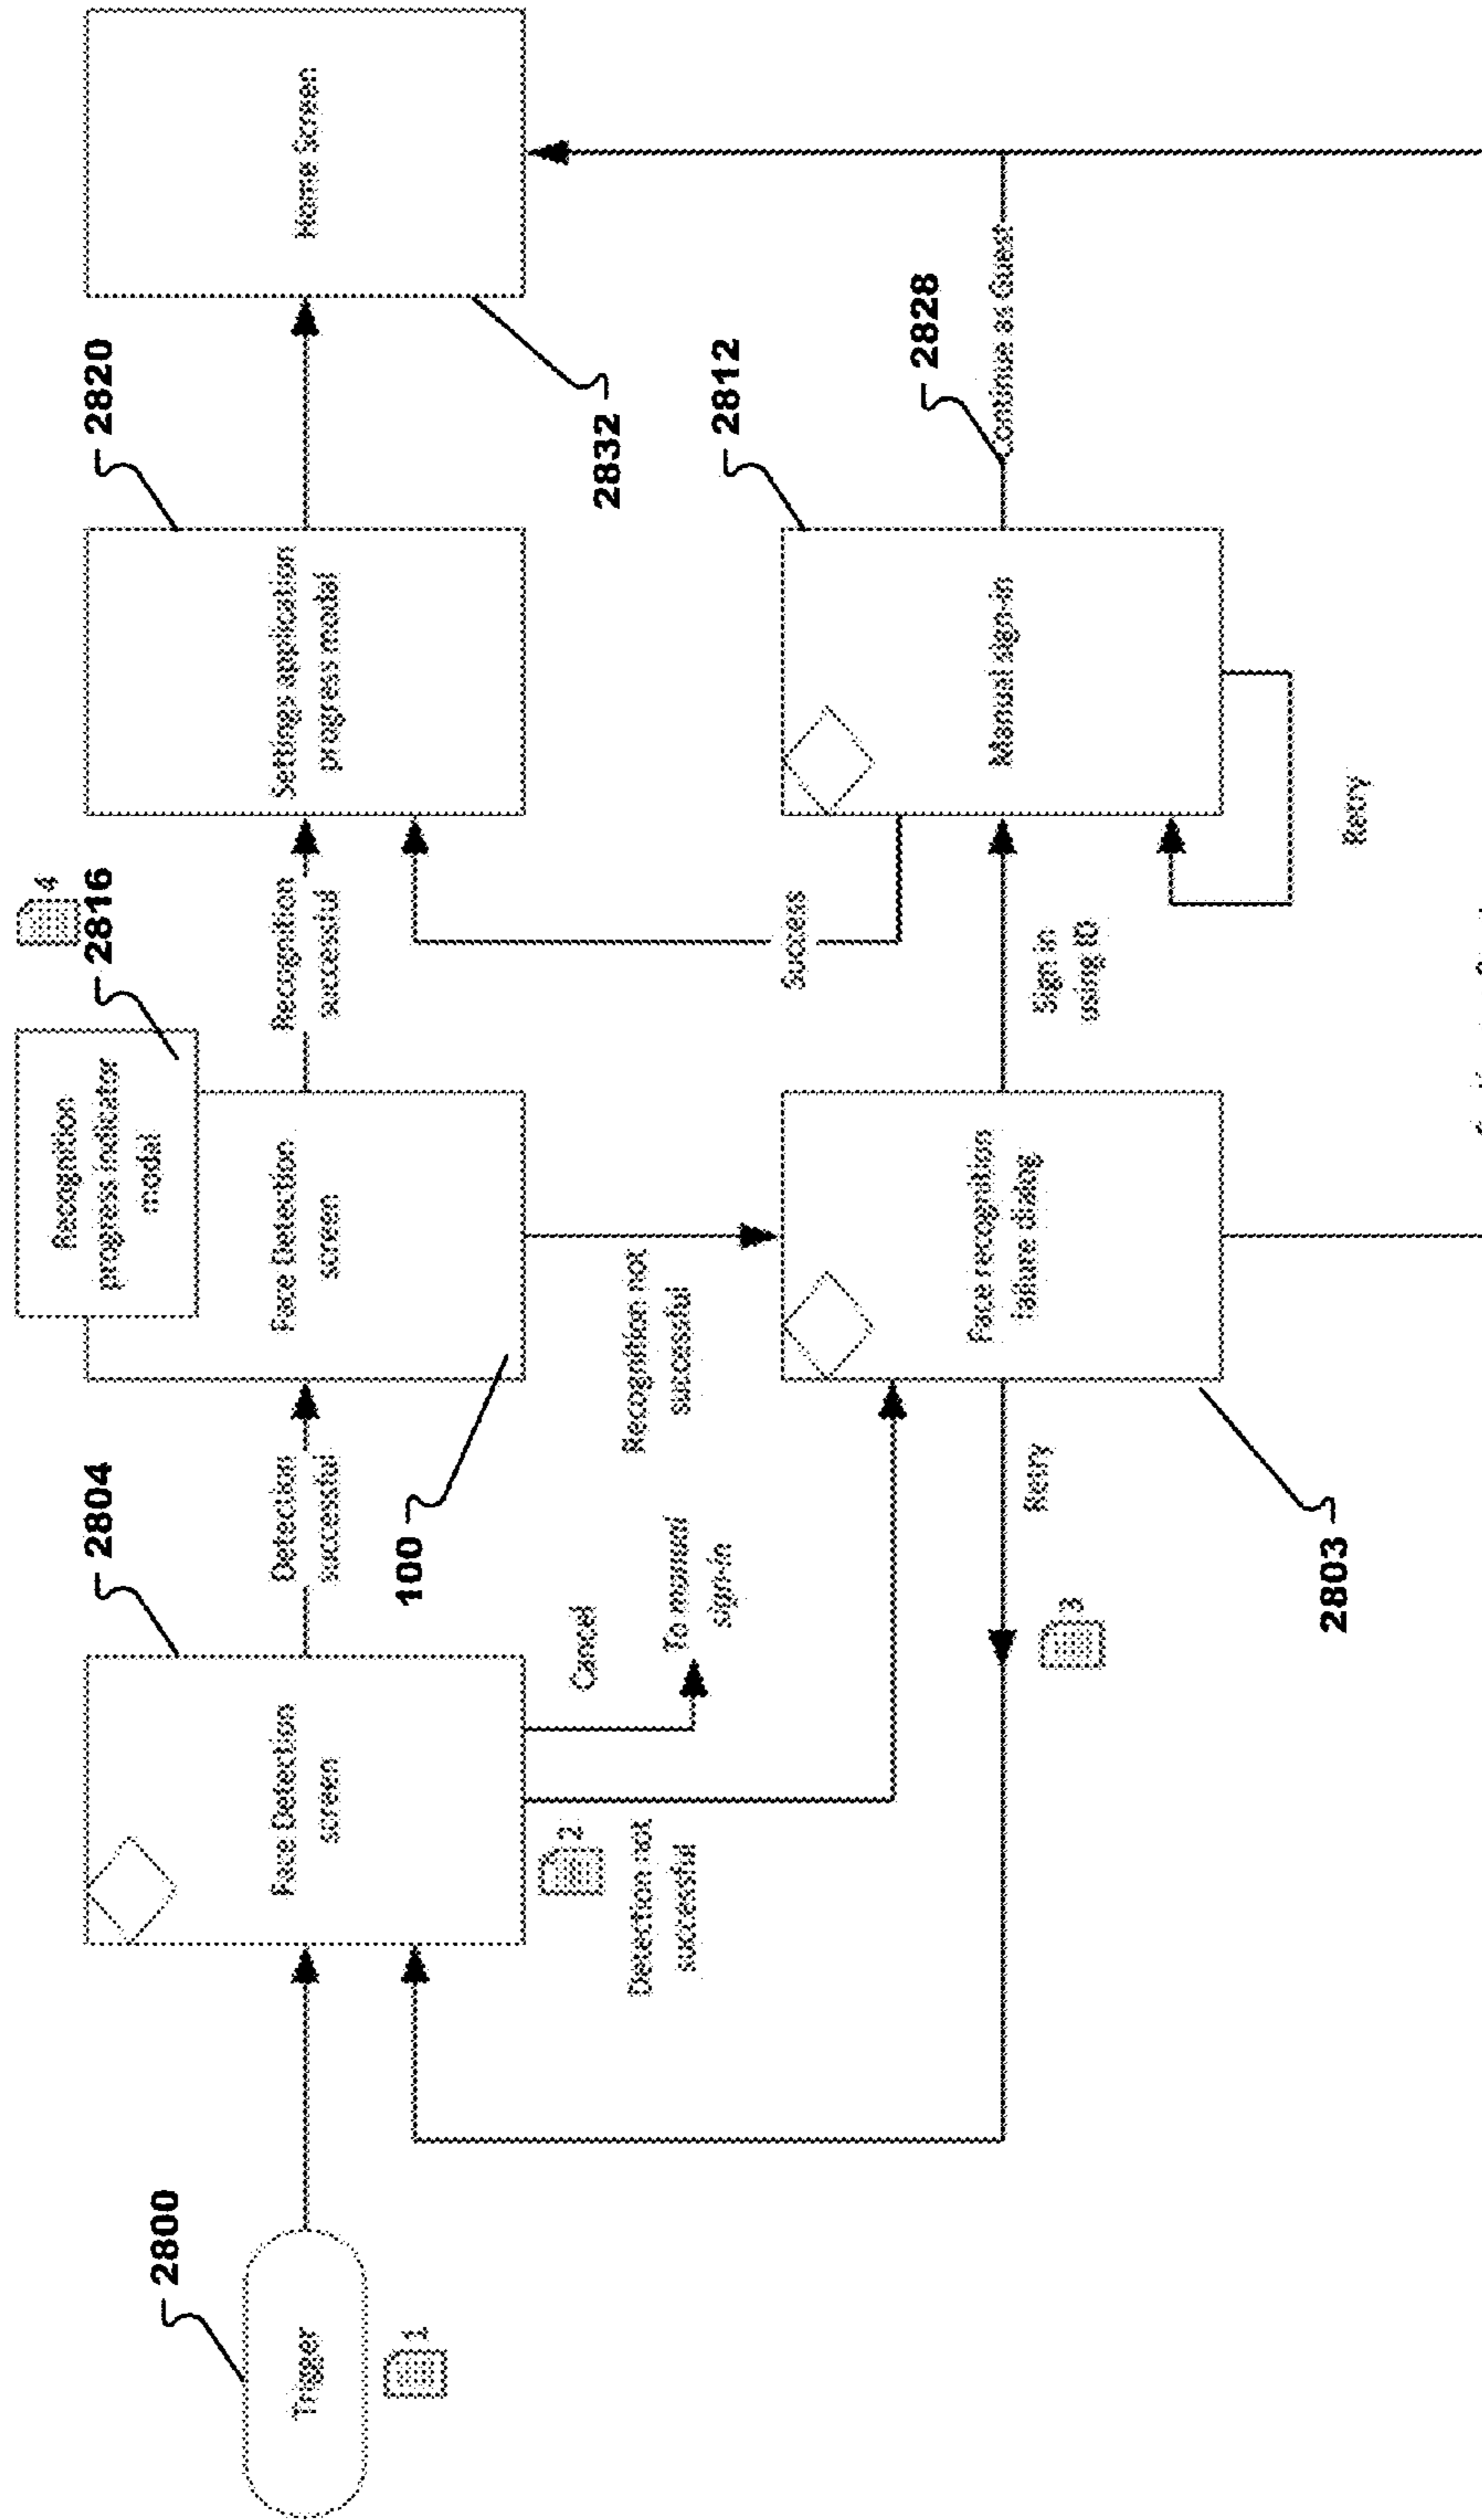 2800
Trigger
1
2804
Face Detection
screen
2
Detection
successful
Cancel
To manual
sign-in
Detection not
successful
4
2816
Recognition
progress indicator
modal
Face Detection
screen
100
Recognition
successful
Recognition not
successful
2820
Settings application
progress modal
Home Screen
2832
Face recognition
failure dialog
2803
Retry
3
Sign in
using ID
Success
2812
Manual sign-in
Retry
2828
Continue as Guest